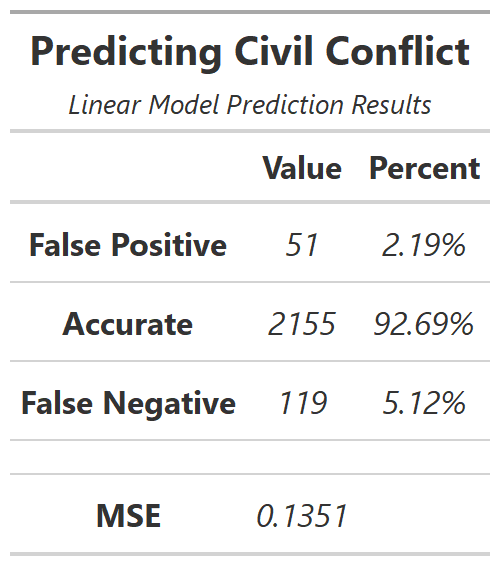 Predicting Civil Conflict
Linear Model Prediction Results
Value Percent
False Positive 51 2.19%
Accurate 2155 92.69%
False Negative 119 5.12%
MSE 0.1351